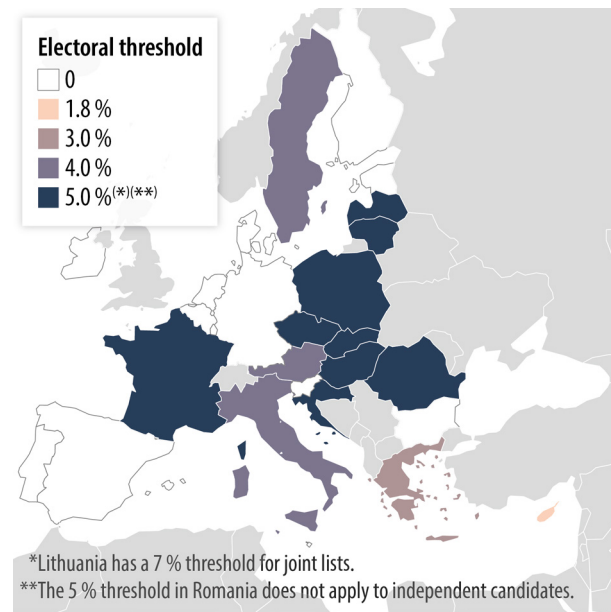 Electoral threshold
0
1.8 %
3.0 %
4.0 %
5.0 %(*)(**)
*Lithuania has a 7 % threshold for joint lists.
**The 5 % threshold in Romania does not apply to independent candidates.